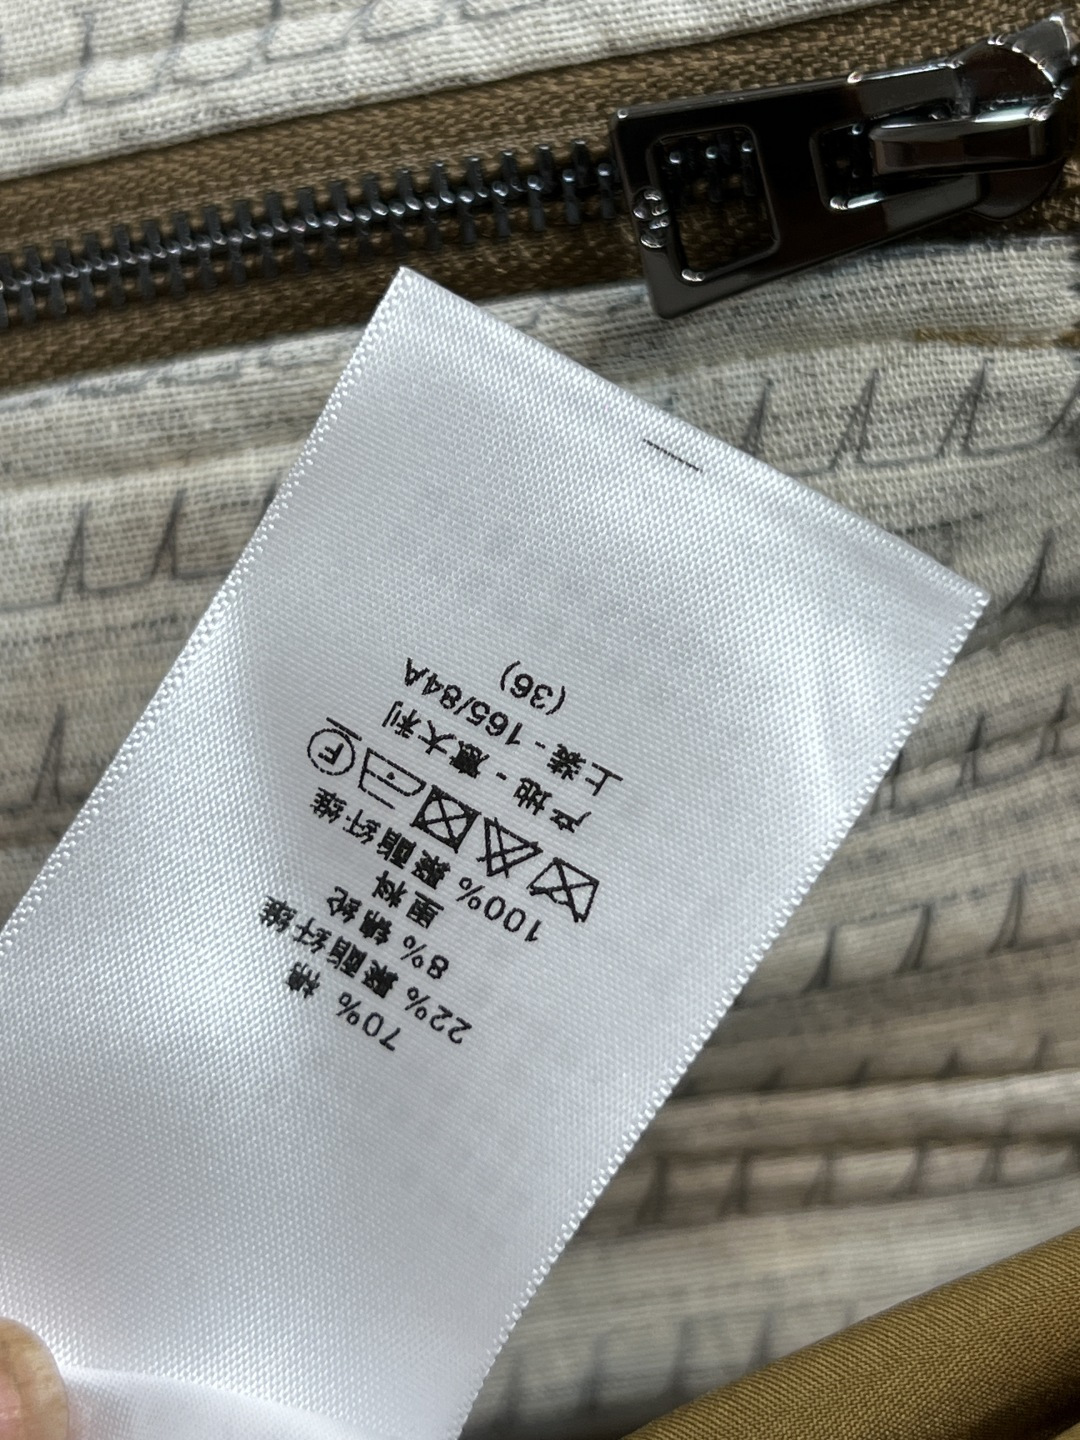 70% 棉
22% 聚酯纤维
8% 锦纶
里料
100% 聚酯纤维
F
产地 - 意大利
上装 - 165/84A
(36)